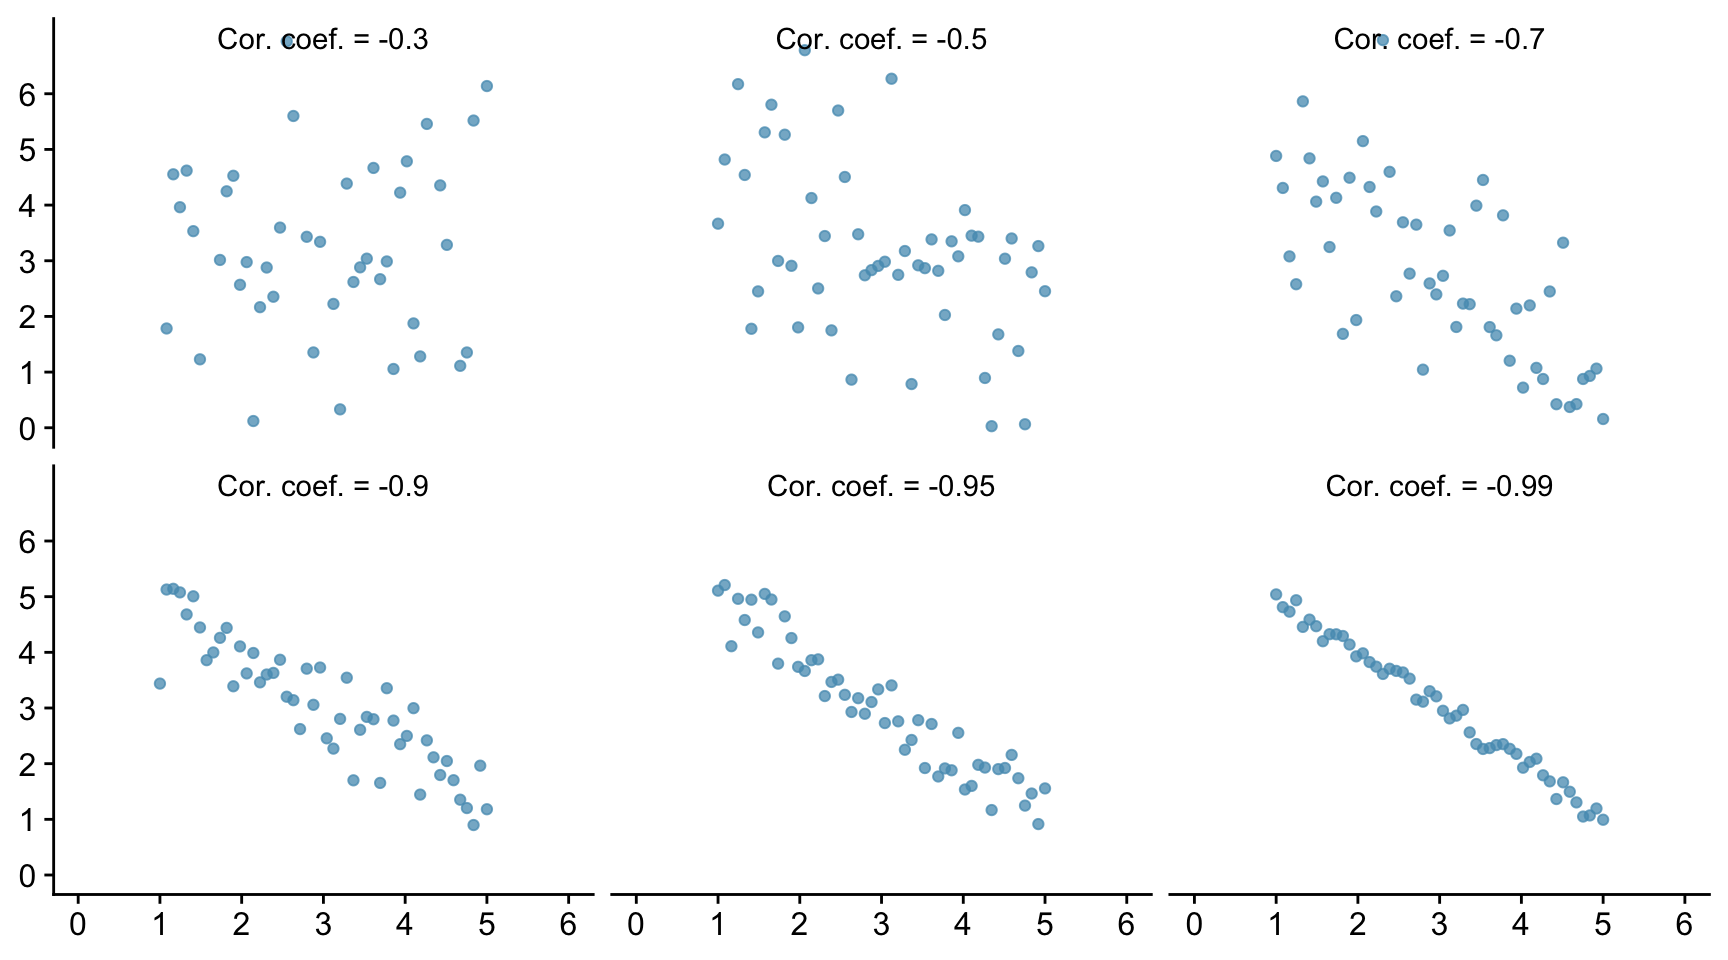 Cor. coef. = -0.3
Cor. coef. = -0.5
Cor. coef. = -0.7
6
5
4
3
2
1
0
Cor. coef. = -0.9
Cor. coef. = -0.95
Cor. coef. = -0.99
6
5
4
3
2
1
0
0 1 2 3 4 5 6
0 1 2 3 4 5 6
0 1 2 3 4 5 6